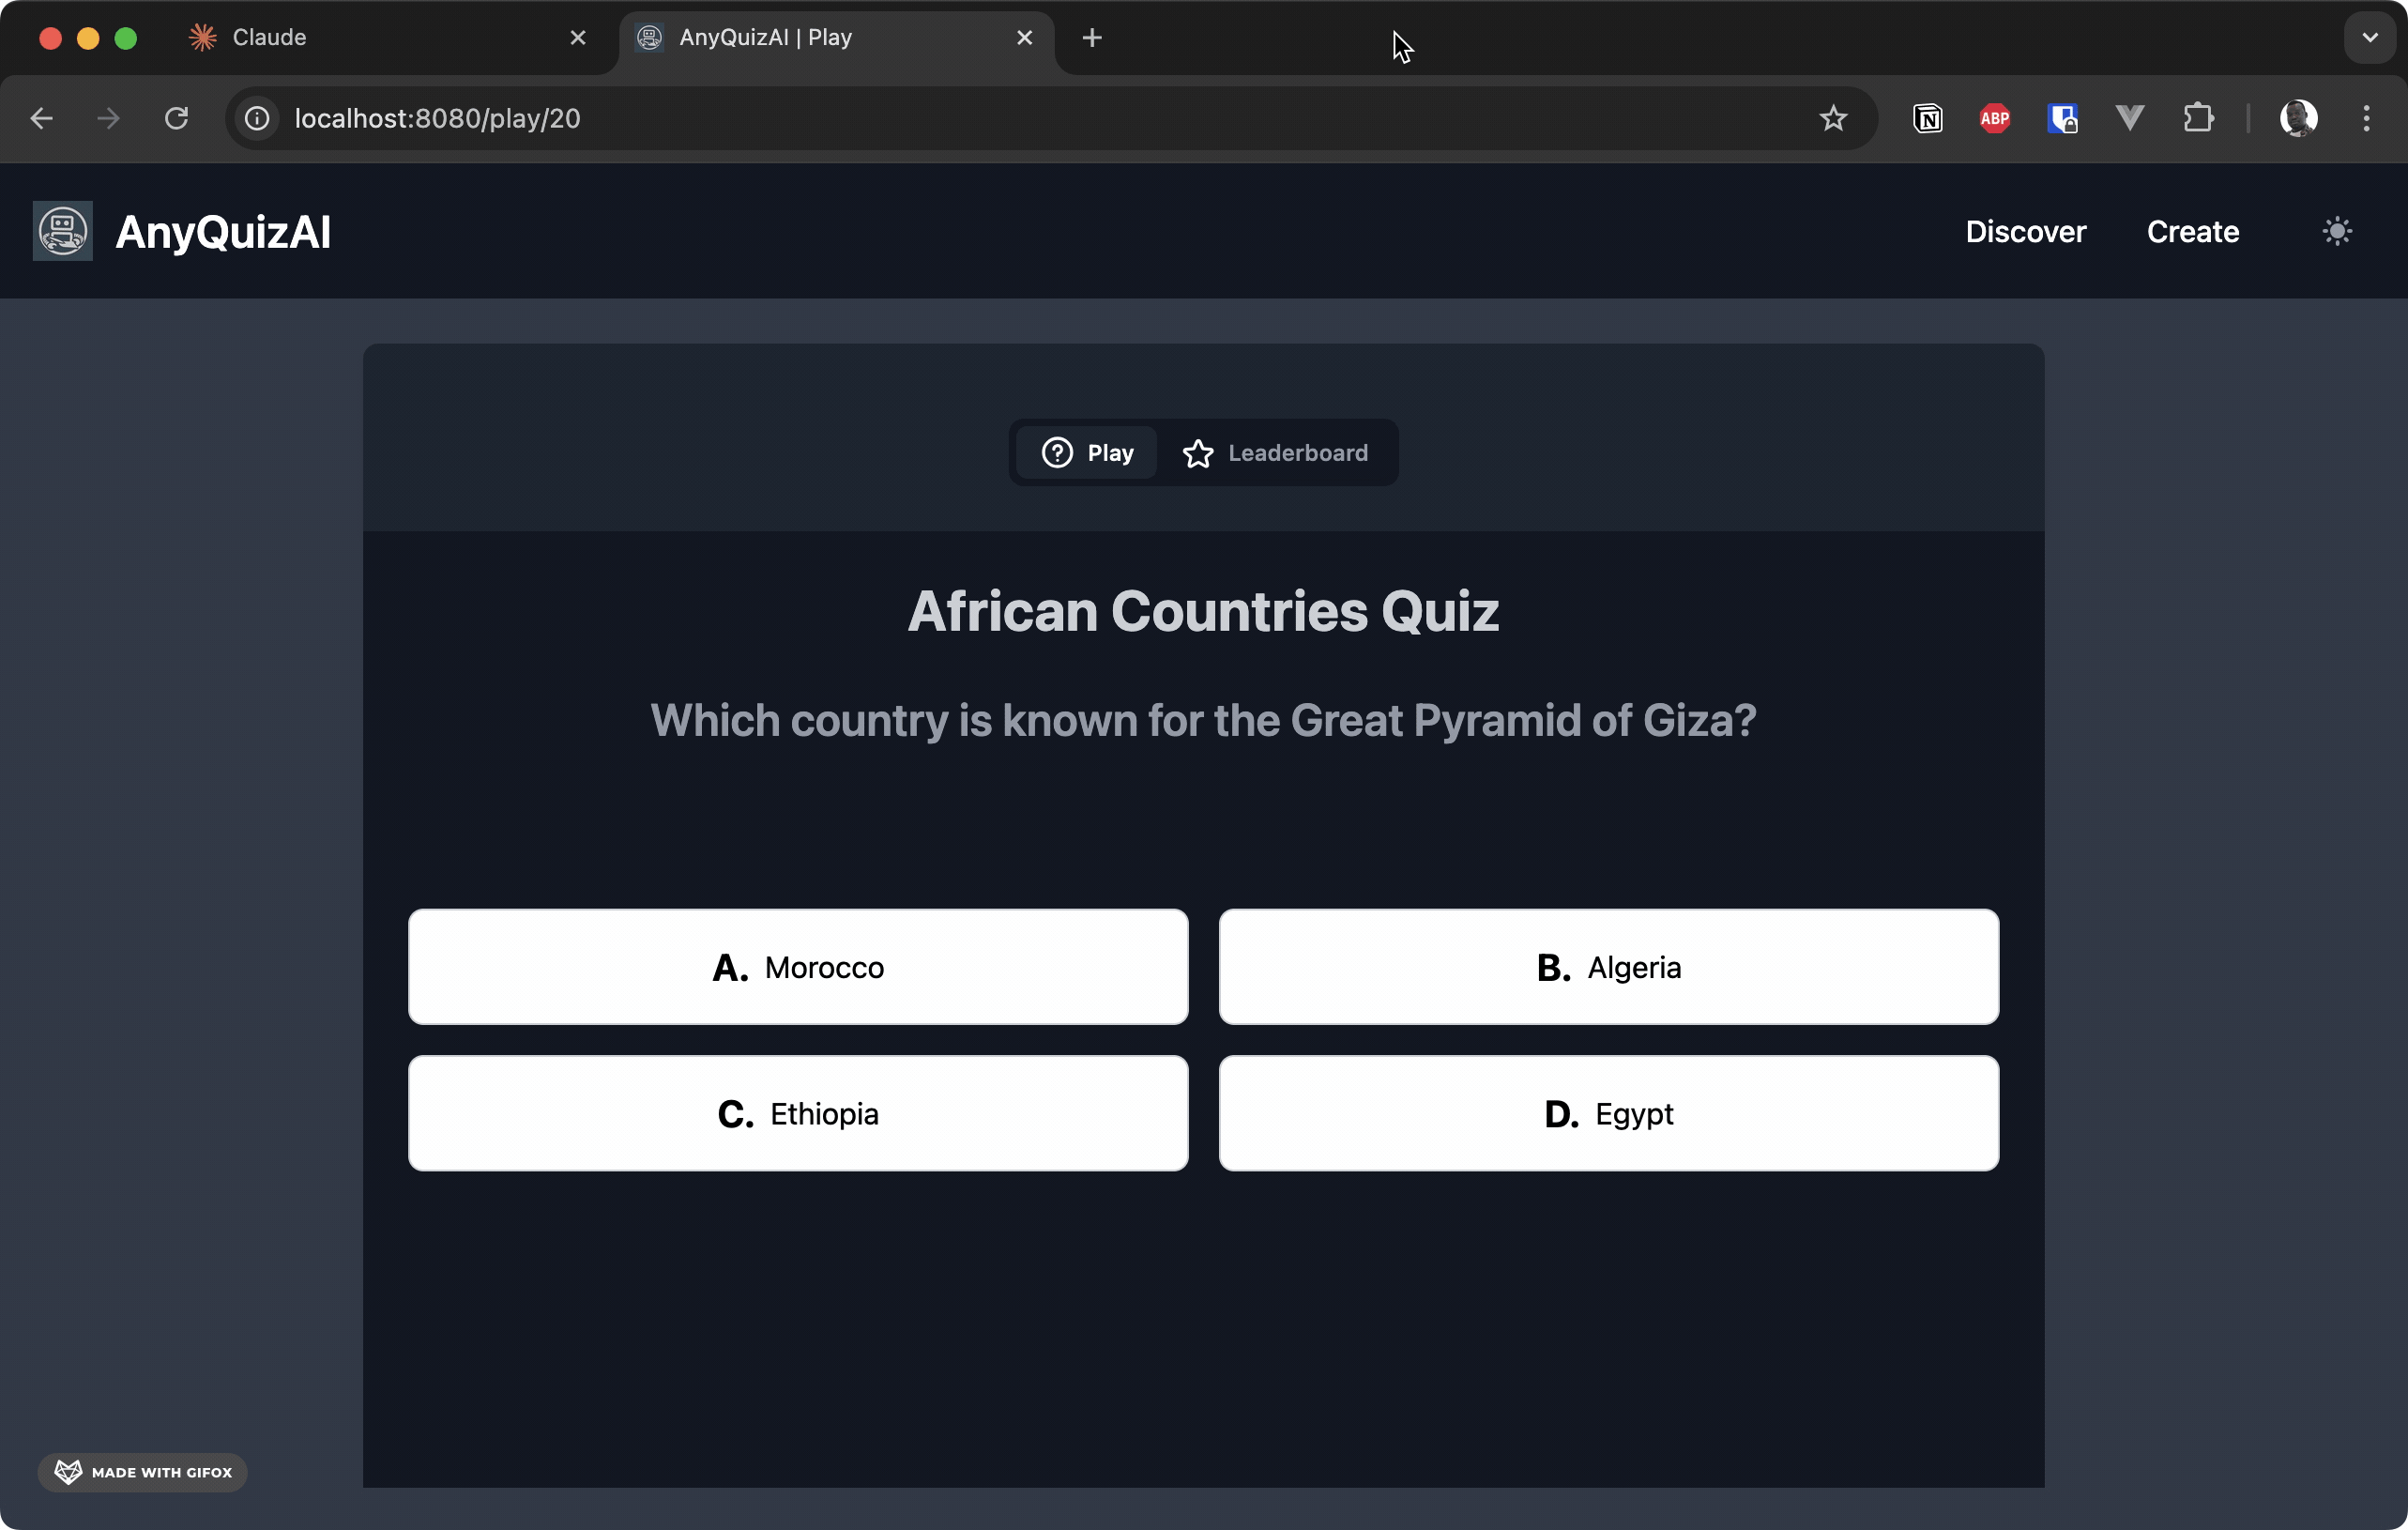 Claude
AnyQuizAI | Play
localhost:8080/play/20
N
ABP
AnyQuizAI
Discover
Create
Play
Leaderboard
African Countries Quiz
Which country is known for the Great Pyramid of Giza?
A. Morocco
B. Algeria
C. Ethiopia
D. Egypt
MADE WITH GIFOX